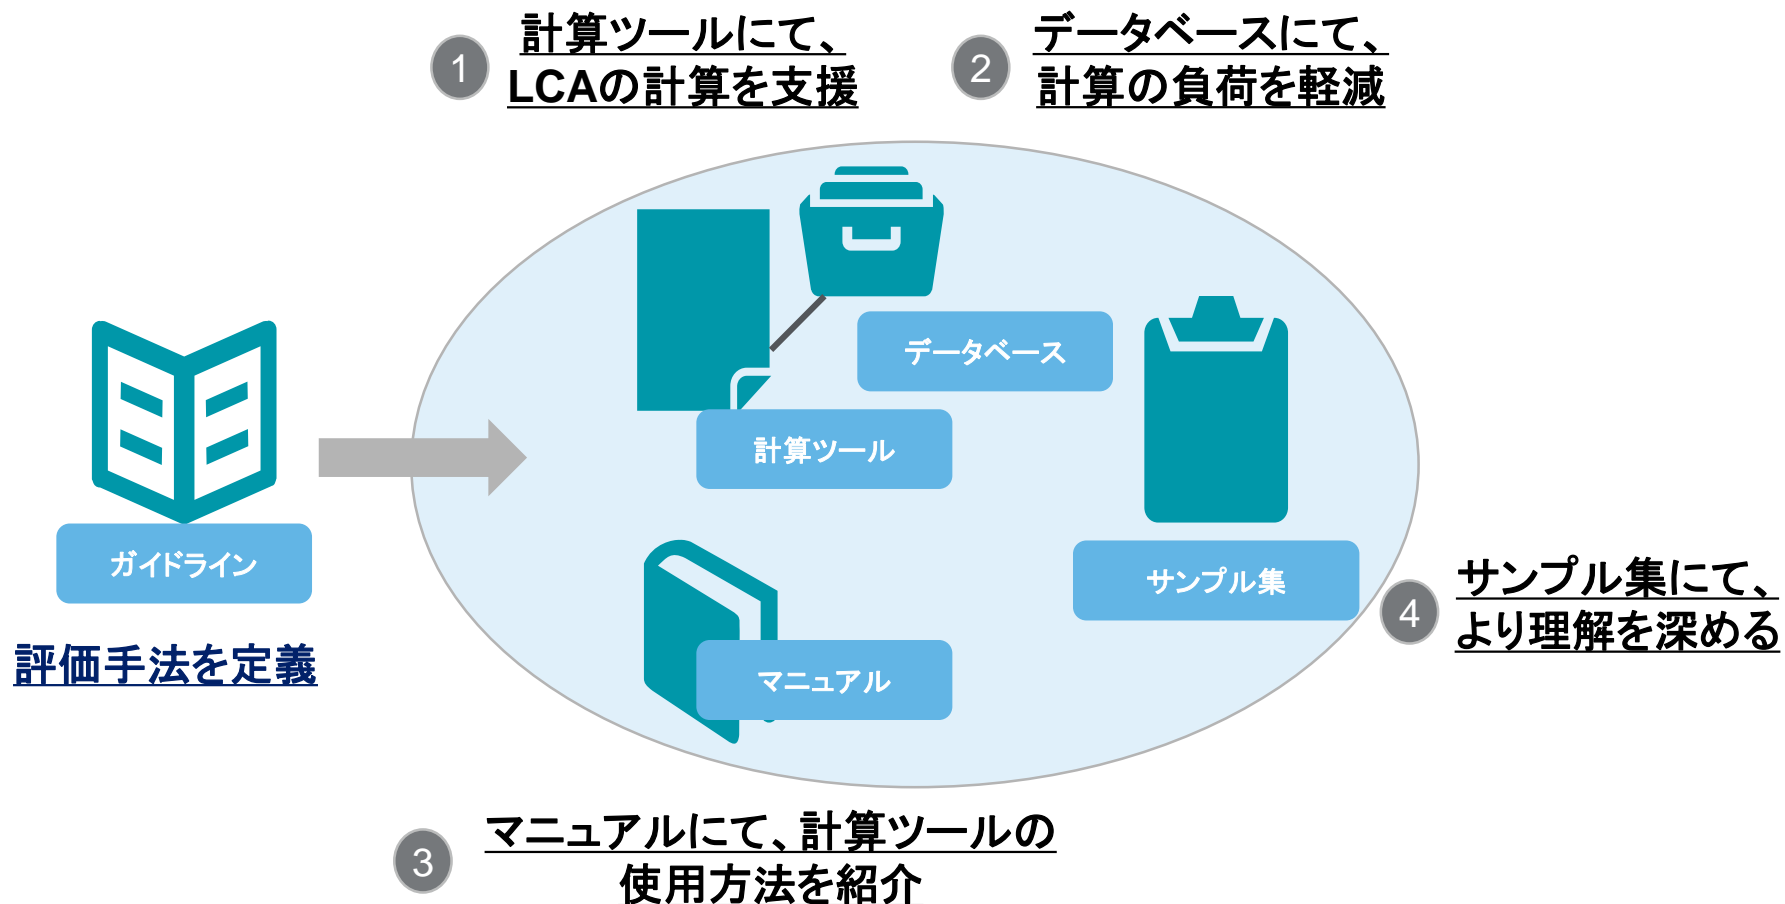 1
計算ツールにて、
LCAの計算を支援
2
データベースにて、
計算の負荷を軽減
データベース
計算ツール
ガイドライン
評価手法を定義
サンプル集
マニュアル
4
サンプル集にて、
より理解を深める
3
マニュアルにて、計算ツールの
使用方法を紹介